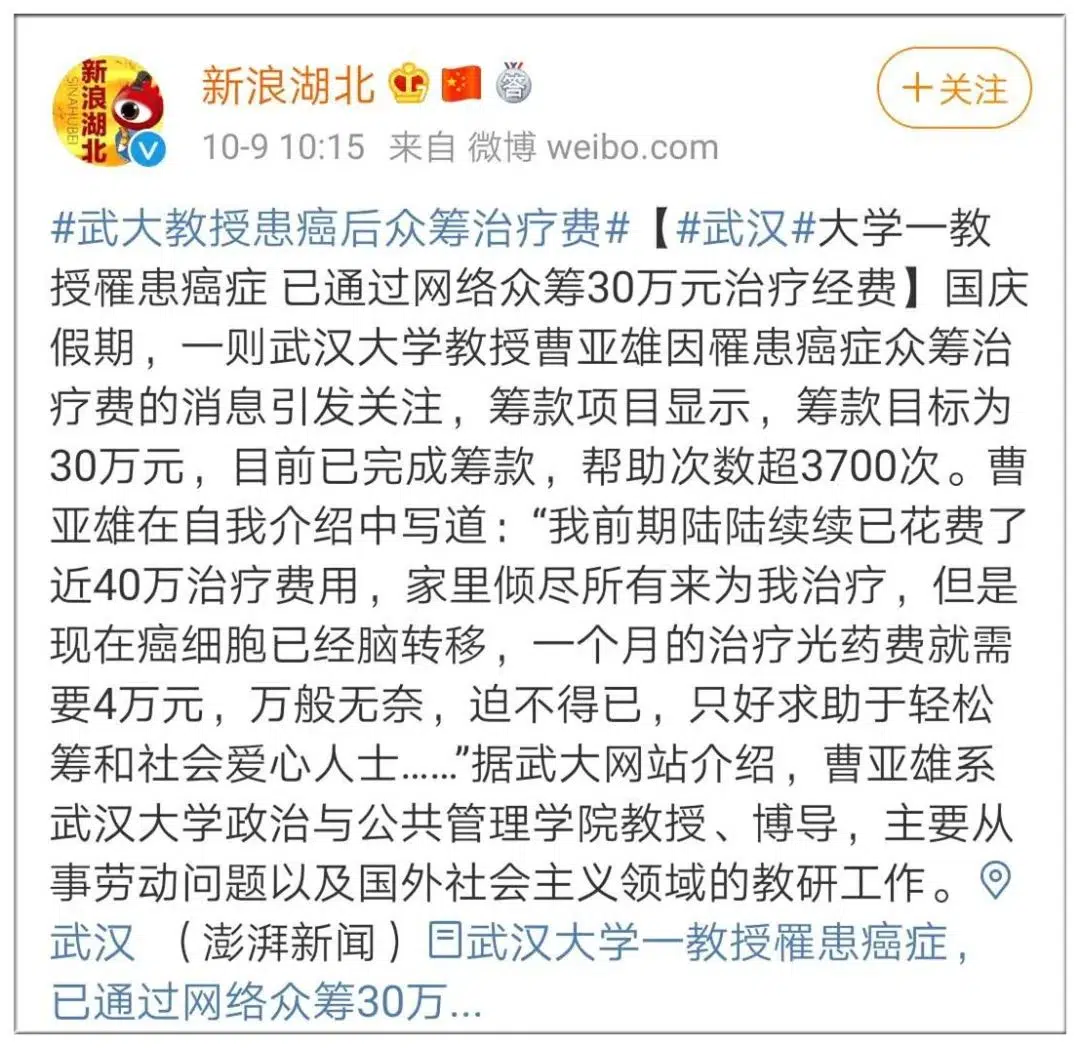 新浪湖北
SINA HUBEI
新浪湖北
答
+关注
10-9 10:15 来自 微博 weibo.com
#武大教授患癌后众筹治疗费#【#武汉#大学一教
授罹患癌症 已通过网络众筹30万元治疗经费】国庆
假期，一则武汉大学教授曹亚雄因罹患癌症众筹治
疗费的消息引发关注，筹款项目显示，筹款目标为
30万元，目前已完成筹款，帮助次数超3700次。曹
亚雄在自我介绍中写道：“我前期陆陆续续已花费了
近40万治疗费用，家里倾尽所有来为我治疗，但是
现在癌细胞已经脑转移，一个月的治疗光药费就需
要4万元，万般无奈，迫不得已，只好求助于轻松
筹和社会爱心人士……”据武大网站介绍，曹亚雄系
武汉大学政治与公共管理学院教授、博导，主要从
事劳动问题以及国外社会主义领域的教研工作。
武汉 （澎湃新闻）武汉大学一教授罹患癌症，
已通过网络众筹30万...